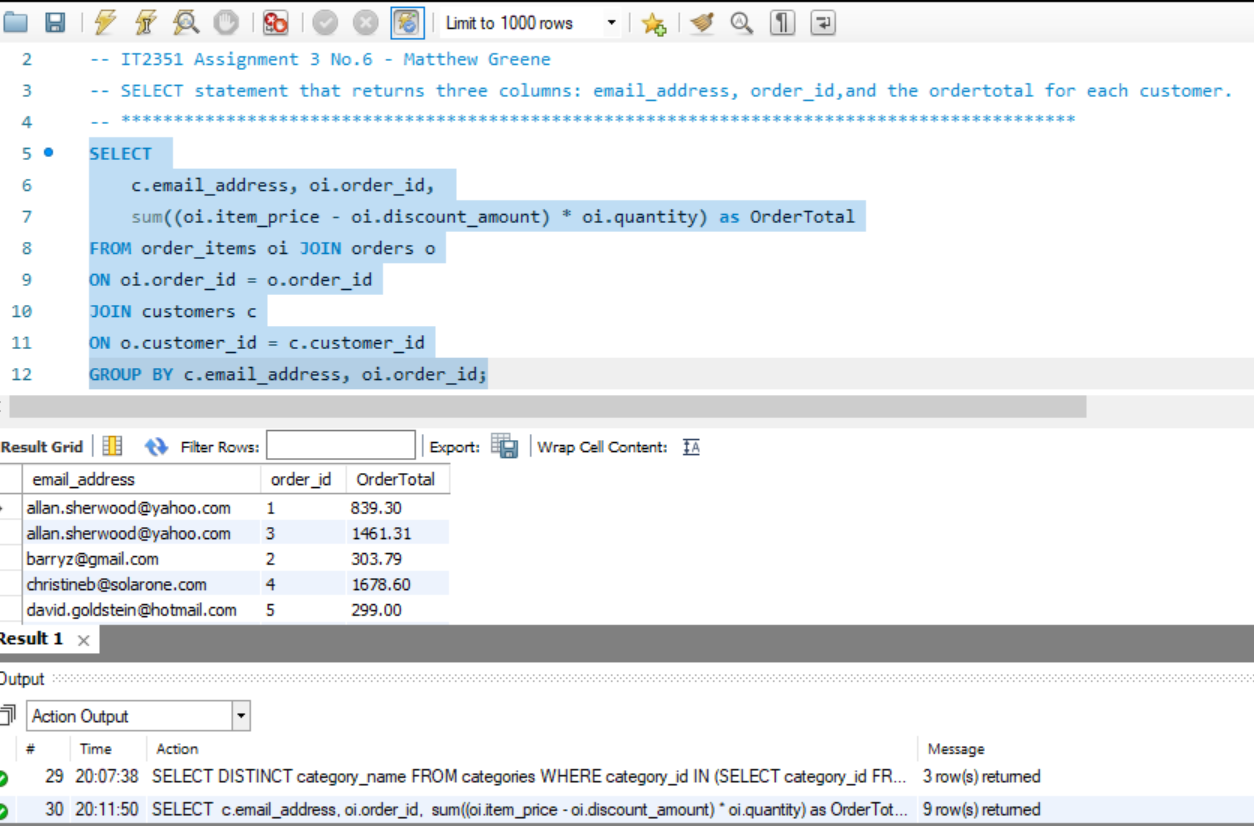 Limit to 1000 rows
2 -- IT2351 Assignment 3 No.6 - Matthew Greene
3 -- SELECT statement that returns three columns: email_address, order_id,and the ordertotal for each customer.
4 -- *******************************************************************************************
5 SELECT
6 c.email_address, oi.order_id,
7 sum((oi.item_price - oi.discount_amount) * oi.quantity) as OrderTotal
8 FROM order_items oi JOIN orders o
9 ON oi.order_id = o.order_id
10 JOIN customers c
11 ON o.customer_id = c.customer_id
12 GROUP BY c.email_address, oi.order_id;
Result Grid Filter Rows: Export: Wrap Cell Content: IA
email_address order_id OrderTotal
allan.sherwood@yahoo.com 1 839.30
allan.sherwood@yahoo.com 3 1461.31
barryz@gmail.com 2 303.79
christineb@solarone.com 4 1678.60
david.goldstein@hotmail.com 5 299.00
Result 1
Output
Action Output
# Time Action Message
29 20:07:38 SELECT DISTINCT category_name FROM categories WHERE category_id IN (SELECT category_id FR... 3 row(s) returned
30 20:11:50 SELECT c.email_address, oi.order_id, sum((oi.item_price - oi.discount_amount) * oi.quantity) as OrderTot... 9 row(s) returned